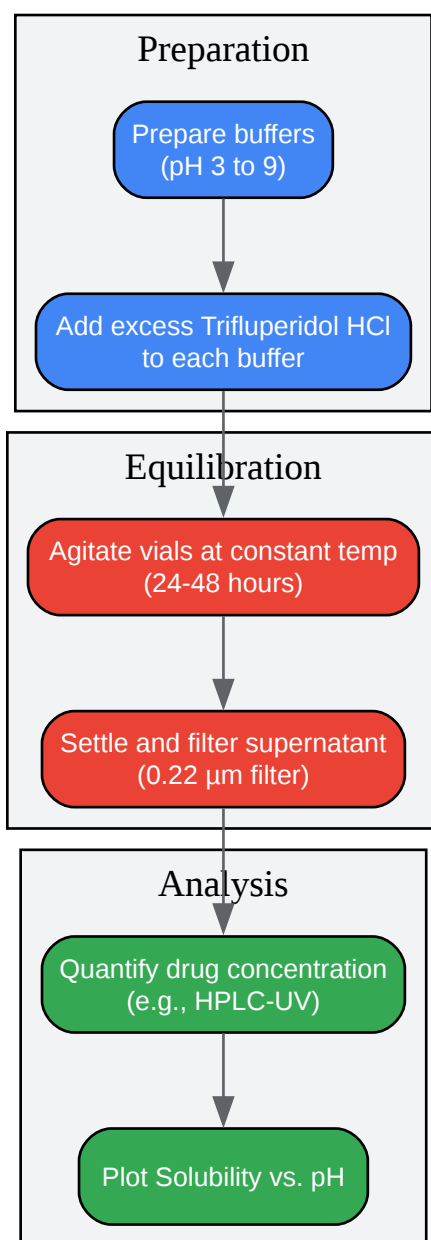 Preparation
Prepare buffers
(pH 3 to 9)
Add excess Trifluperidol HCl
to each buffer
Equilibration
Agitate vials at constant temp
(24-48 hours)
Settle and filter supernatant
(0.22 µm filter)
Analysis
Quantify drug concentration
(e.g., HPLC-UV)
Plot Solubility vs. pH